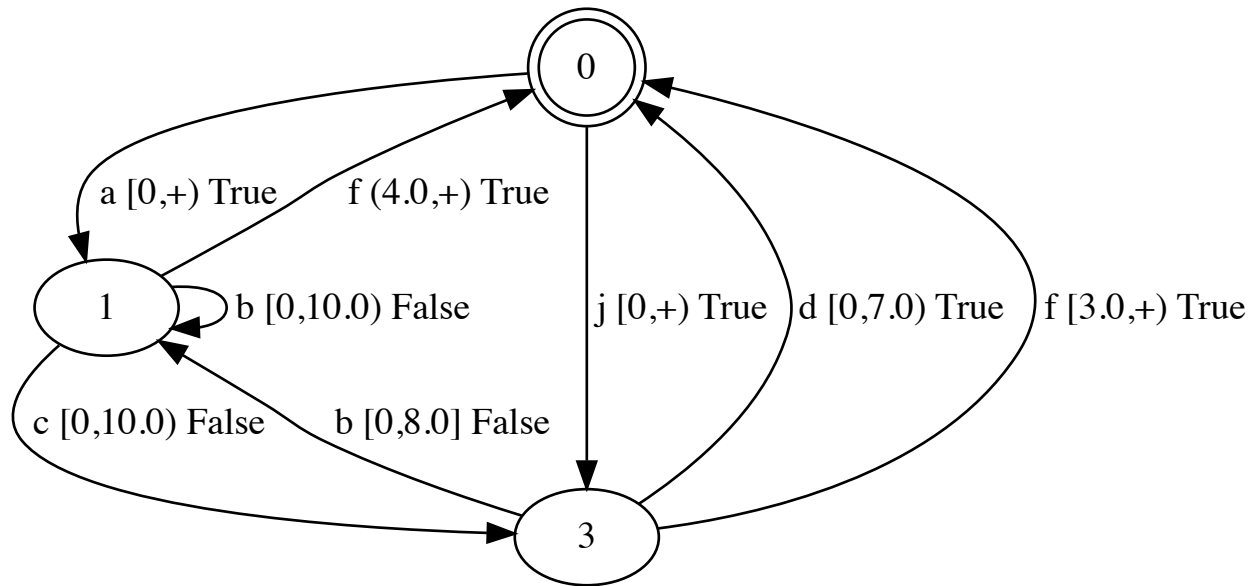 0
a [0,+) True
f (4.0,+) True
1
b [0,10.0) False
j [0,+) True
d [0,7.0) True
f [3.0,+) True
c [0,10.0) False
b [0,8.0] False
3